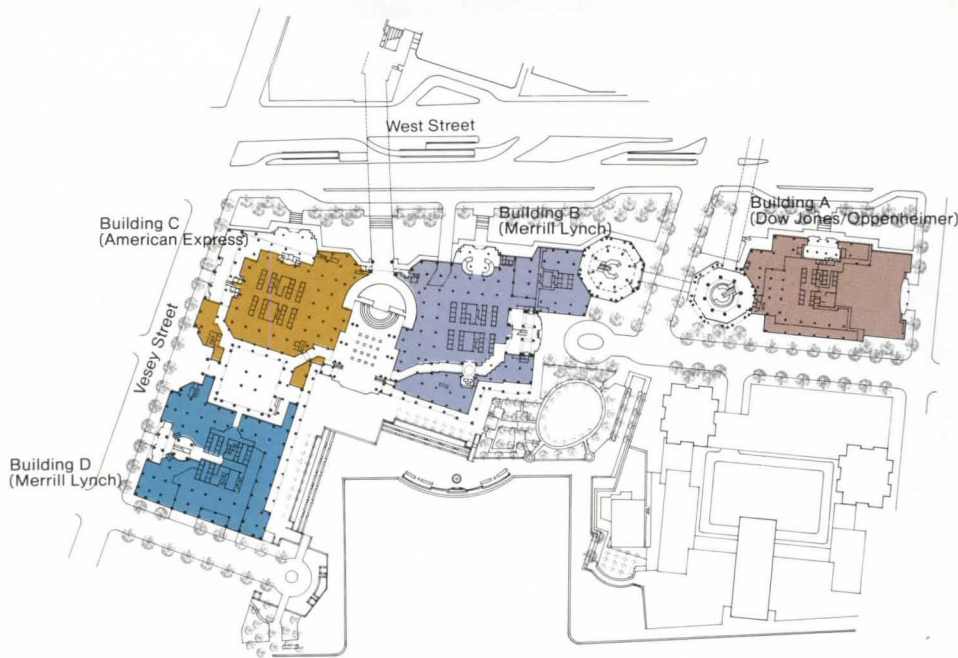 West Street
Building C
(American Express)
Building B
(Merrill Lynch)
Building A
(Dow Jones/Oppenheimer)
Vesey Street
Building D
(Merrill Lynch)